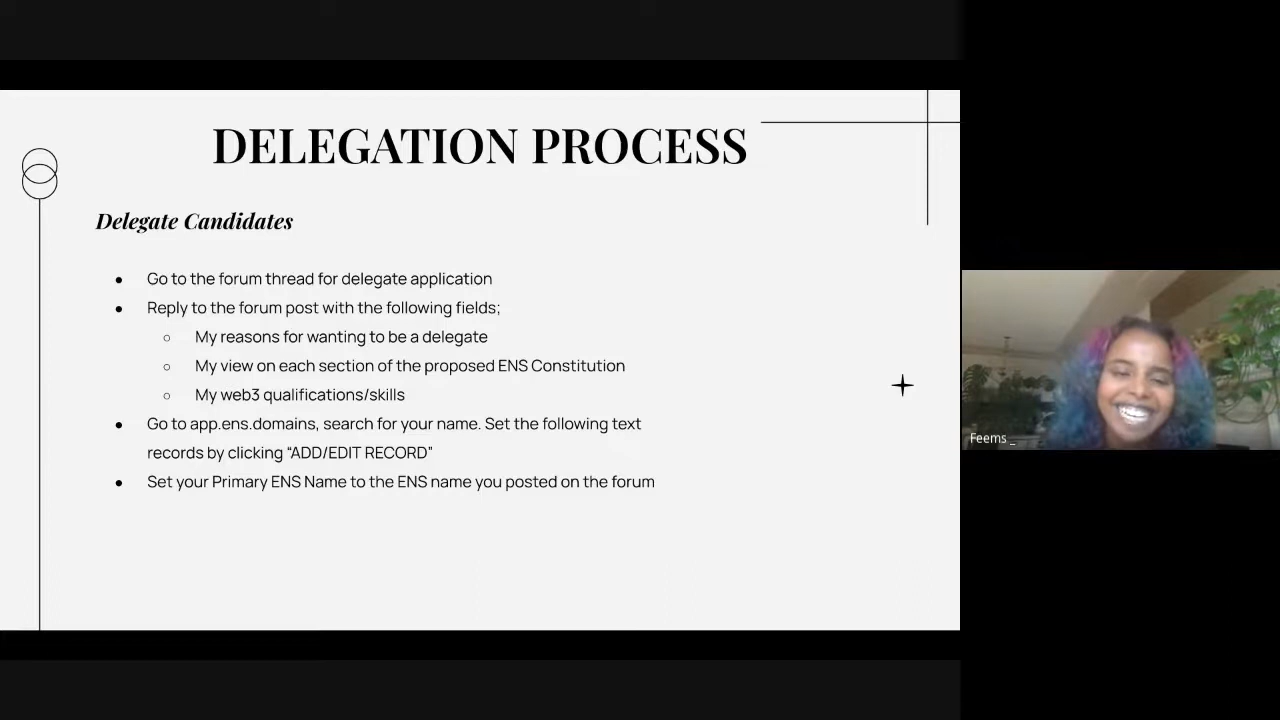 DELEGATION PROCESS
Delegate Candidates
● Go to the forum thread for delegate application
● Reply to the forum post with the following fields;
○ My reasons for wanting to be a delegate
○ My view on each section of the proposed ENS Constitution
○ My web3 qualifications/skills
● Go to app.ens.domains, search for your name. Set the following text
records by clicking “ADD/EDIT RECORD”
● Set your Primary ENS Name to the ENS name you posted on the forum
Feems _